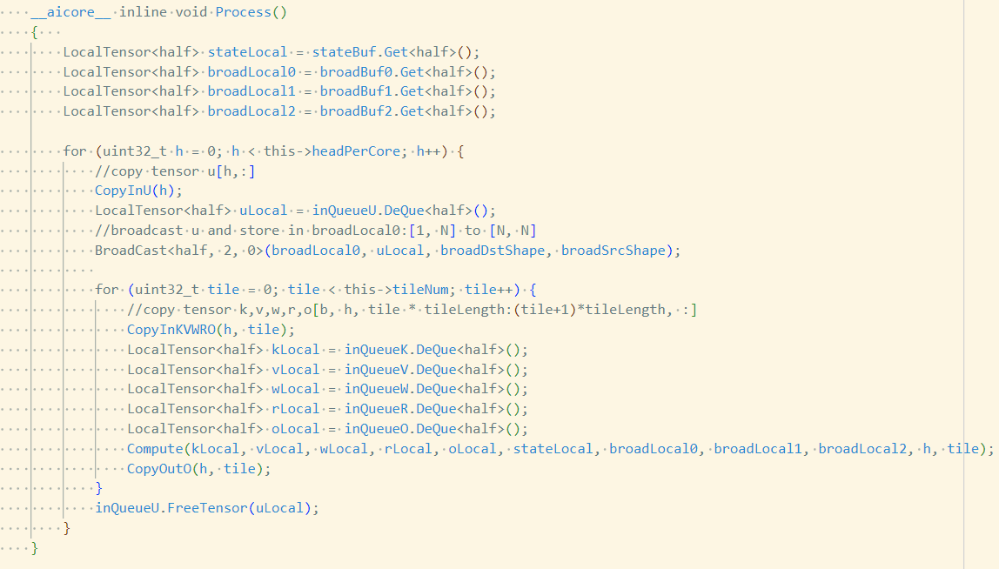 __aicore__ inline void Process()
{
LocalTensor<half> stateLocal = stateBuf.Get<half>();
LocalTensor<half> broadLocal0 = broadBuf0.Get<half>();
LocalTensor<half> broadLocal1 = broadBuf1.Get<half>();
LocalTensor<half> broadLocal2 = broadBuf2.Get<half>();
for (uint32_t h = 0; h < this->headPerCore; h++) {
//copy tensor u[h,:]
CopyInU(h);
LocalTensor<half> uLocal = inQueueU.DeQue<half>();
//broadcast u and store in broadLocal0:[1, N] to [N, N]
BroadCast<half, 2, 0>(broadLocal0, uLocal, broadDstShape, broadSrcShape);
for (uint32_t tile = 0; tile < this->tileNum; tile++) {
//copy tensor k,v,w,r,o[b, h, tile * tileLength:(tile+1)*tileLength, :]
CopyInKVWRO(h, tile);
LocalTensor<half> kLocal = inQueueK.DeQue<half>();
LocalTensor<half> vLocal = inQueueV.DeQue<half>();
LocalTensor<half> wLocal = inQueueW.DeQue<half>();
LocalTensor<half> rLocal = inQueueR.DeQue<half>();
LocalTensor<half> oLocal = inQueueO.DeQue<half>();
Compute(kLocal, vLocal, wLocal, rLocal, oLocal, stateLocal, broadLocal0, broadLocal1, broadLocal2, h, tile);
CopyOutO(h, tile);
}
inQueueU.FreeTensor(uLocal);
}
}